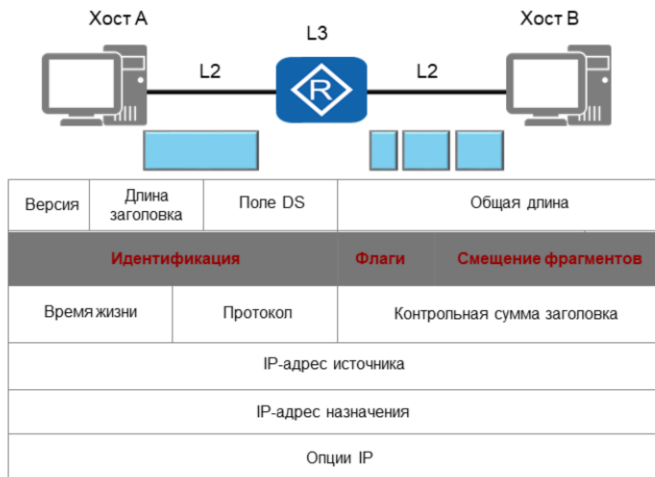 Хост A
Хост B
L3
L2
L2
R
Версия
Длина
заголовка
Поле DS
Общая длина
Идентификация
Флаги
Смещение фрагментов
Время жизни
Протокол
Контрольная сумма заголовка
IP-адрес источника
IP-адрес назначения
Опции IP